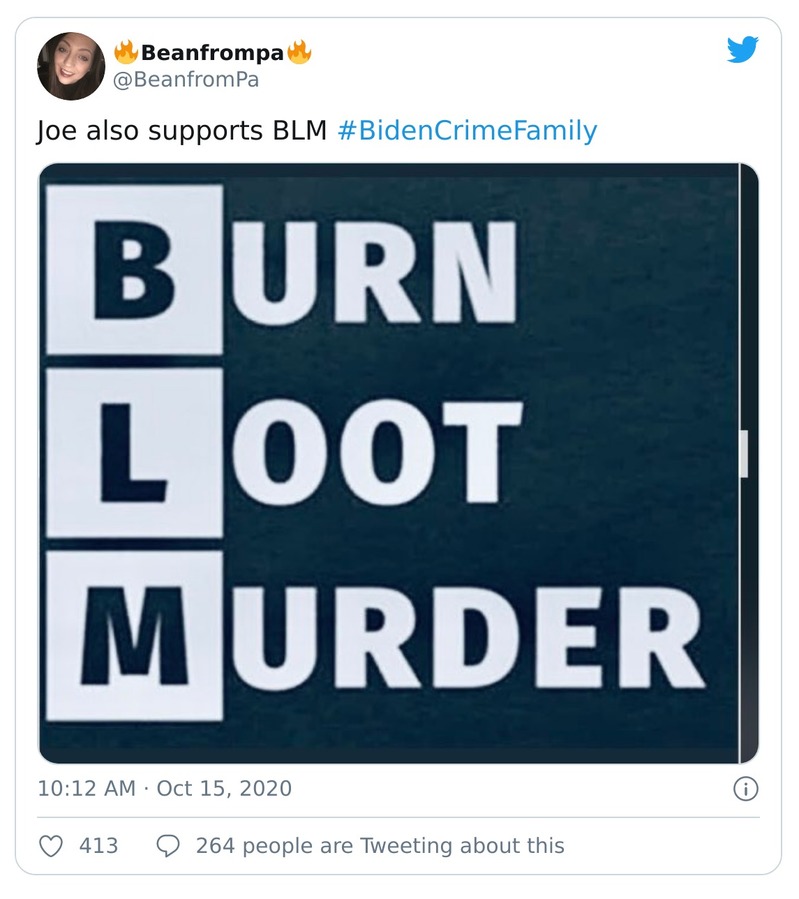 🔥Beanfrompa🔥
@BeanfromPa
Joe also supports BLM #BidenCrimeFamily
BURN
LOOT
MURDER
10:12 AM · Oct 15, 2020
413 264 people are Tweeting about this